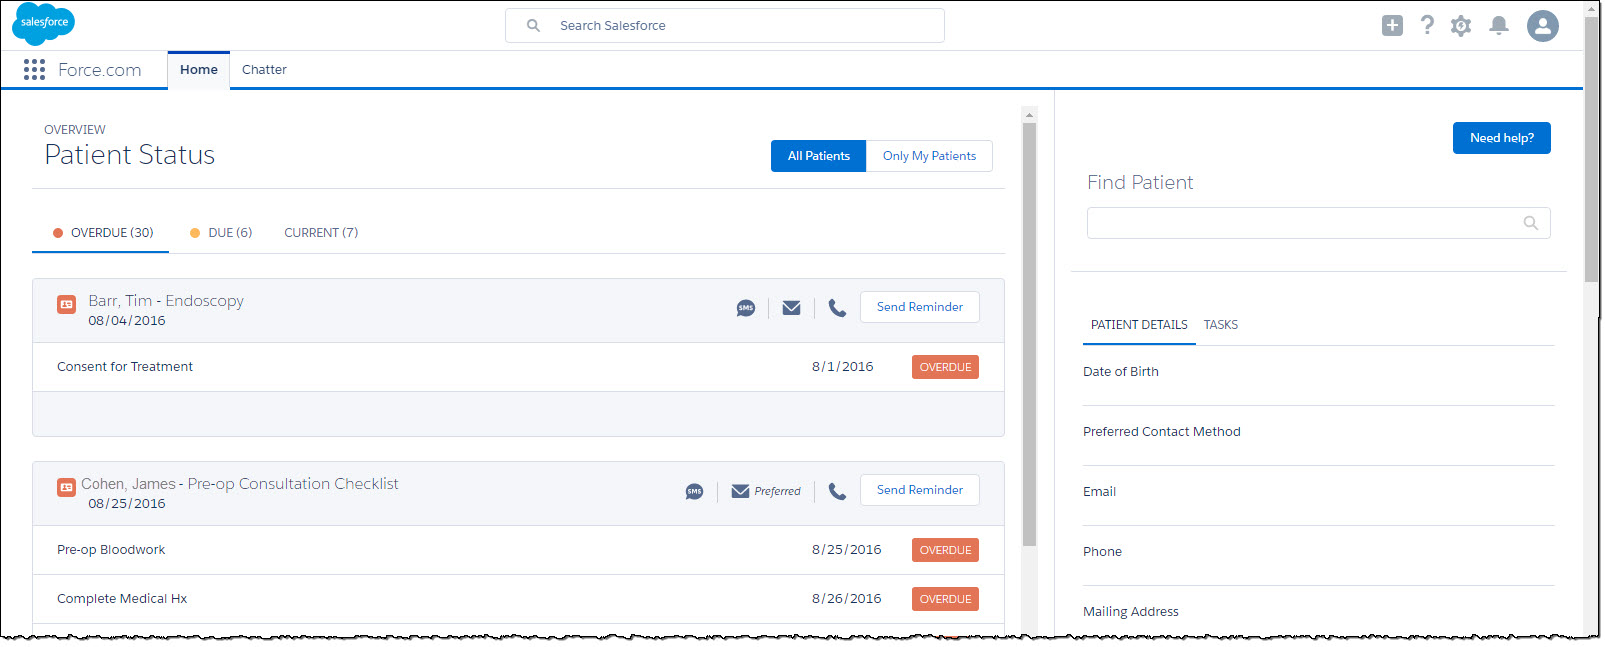 salesforce
Search Salesforce
Force.com
Home
Chatter
OVERVIEW
Patient Status
All Patients
Only My Patients
OVERDUE (30)
DUE (6)
CURRENT (7)
Barr, Tim - Endoscopy
08/04/2016
SMS
Send Reminder
Consent for Treatment
8/1/2016
OVERDUE
Cohen, James - Pre-op Consultation Checklist
08/25/2016
SMS
Preferred
Send Reminder
Pre-op Bloodwork
8/25/2016
OVERDUE
Complete Medical Hx
8/26/2016
OVERDUE
Need help?
Find Patient
PATIENT DETAILS
TASKS
Date of Birth
Preferred Contact Method
Email
Phone
Mailing Address